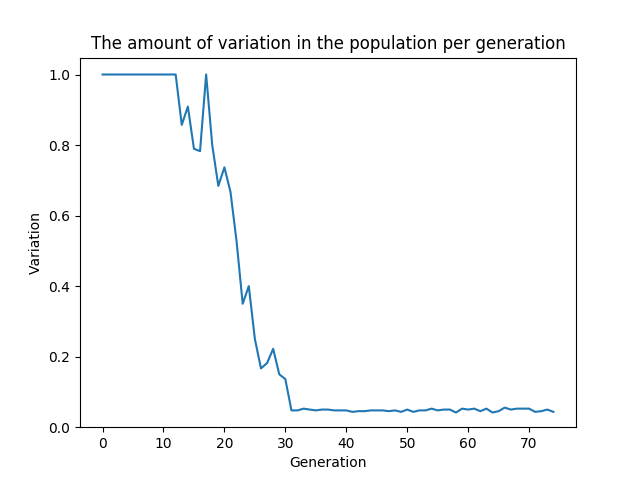 The amount of variation in the population per generation
1.0
0.8
0.6
0.4
0.2
0.0
Variation
0 10 20 30 40 50 60 70
Generation